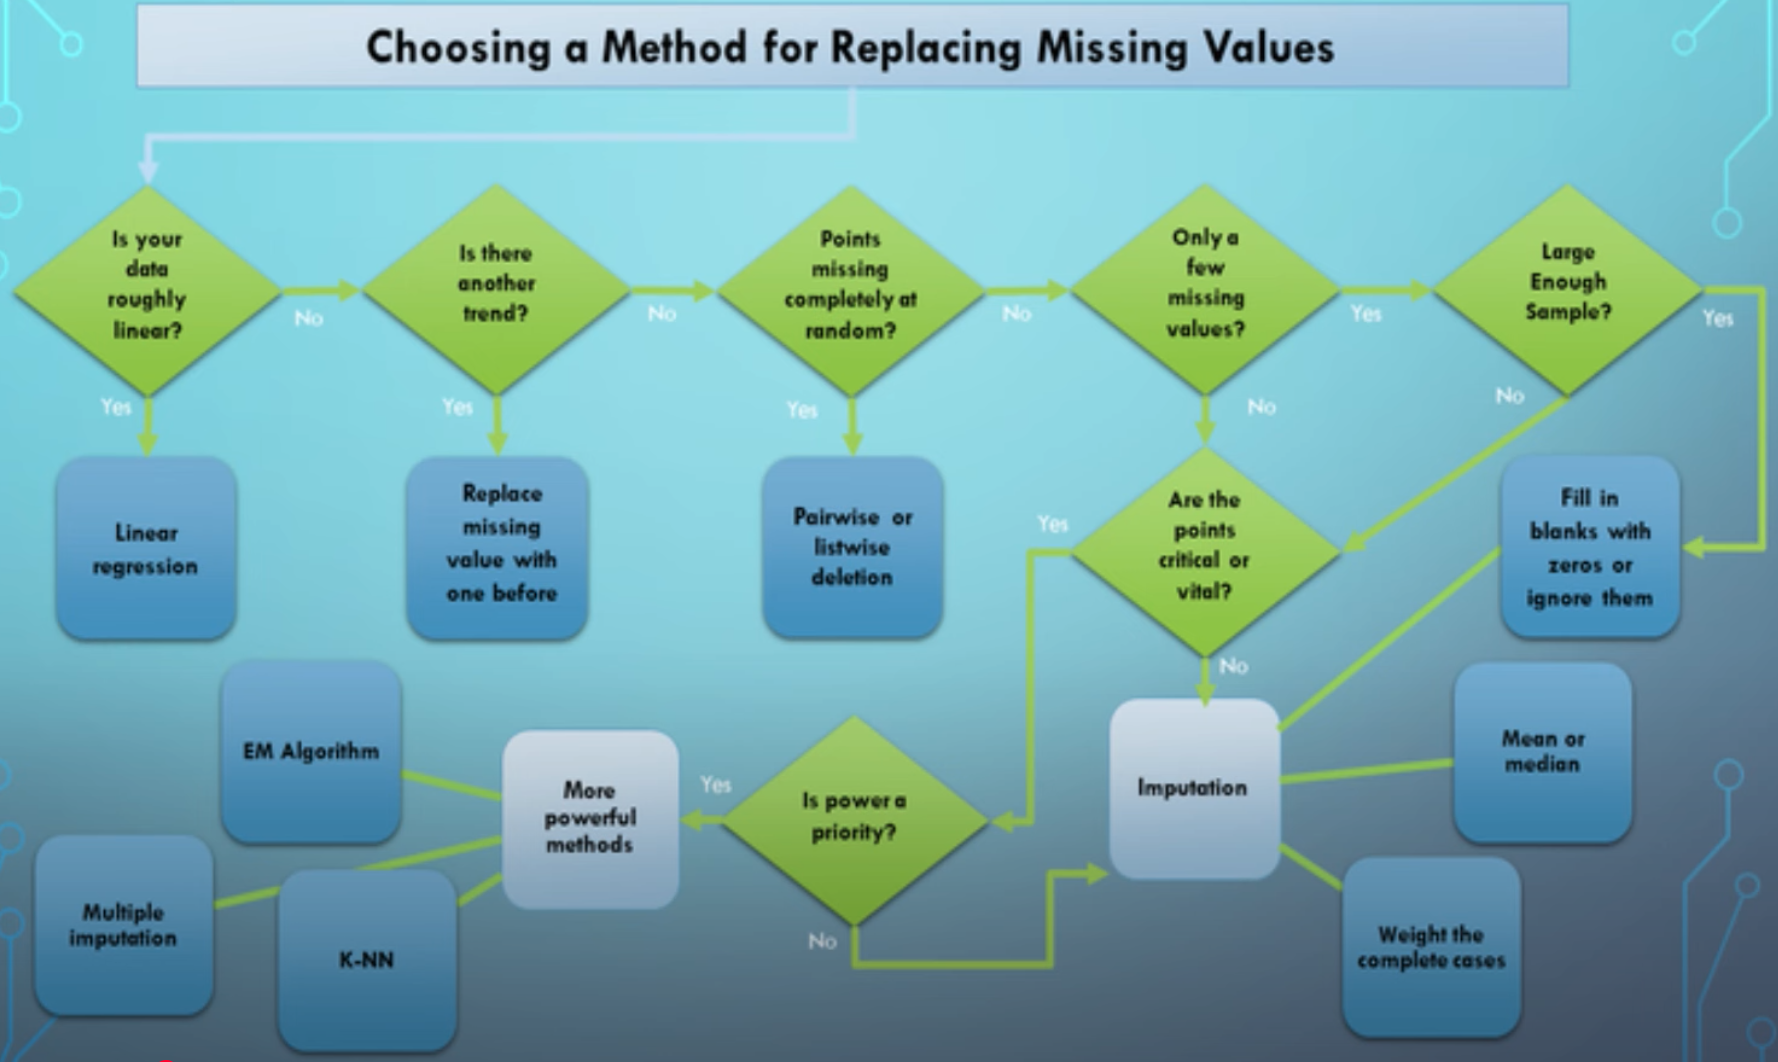 Choosing a Method for Replacing Missing Values
Is your
data
roughly
linear?
No
Yes
Is there
another
trend?
No
Yes
Points
missing
completely at
random?
No
Yes
Only a
few
missing
values?
Yes
No
Large
Enough
Sample?
Yes
No
Linear
regression
Replace
missing
value with
one before
Pairwise or
listwise
deletion
Are the
points
critical or
vital?
Yes
No
Fill in
blanks with
zeros or
ignore them
EM Algorithm
More
powerful
methods
Yes
Is power a
priority?
No
Imputation
Mean or
median
Multiple
imputation
K-NN
Weight the
complete cases